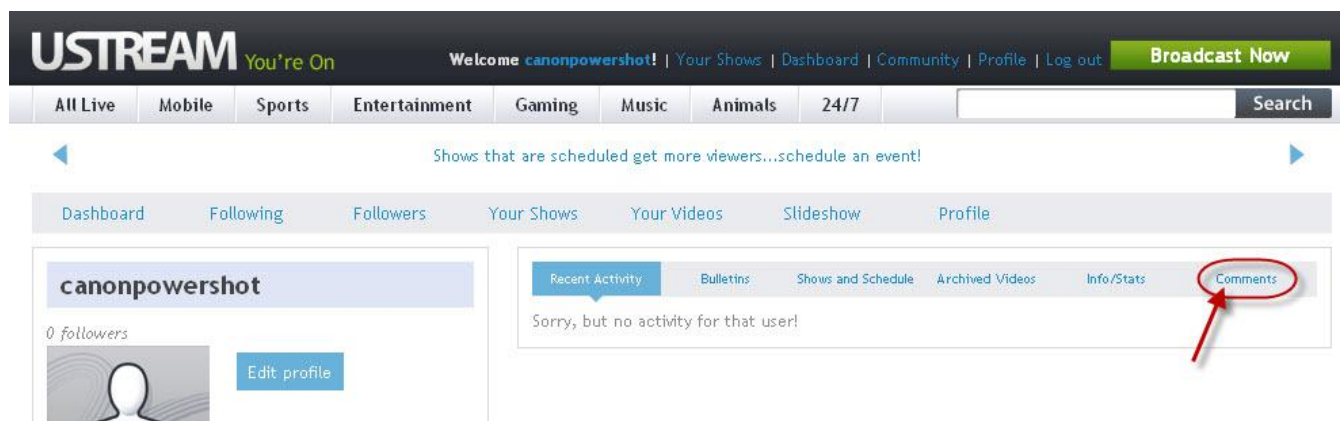 USTREAM You're On
Welcome canonpowershot! | Your Shows | Dashboard | Community | Profile | Log out
Broadcast Now
All Live Mobile Sports Entertainment Gaming Music Animals 24/7 Search
Shows that are scheduled get more viewers...schedule an event!
Dashboard Following Followers Your Shows Your Videos Slideshow Profile
canonpowershot
0 followers
Edit profile
Recent Activity Bulletins Shows and Schedule Archived Videos Info/Stats Comments
Sorry, but no activity for that user!